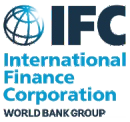 IFC
International
Finance
Corporation
WORLD BANK GROUP